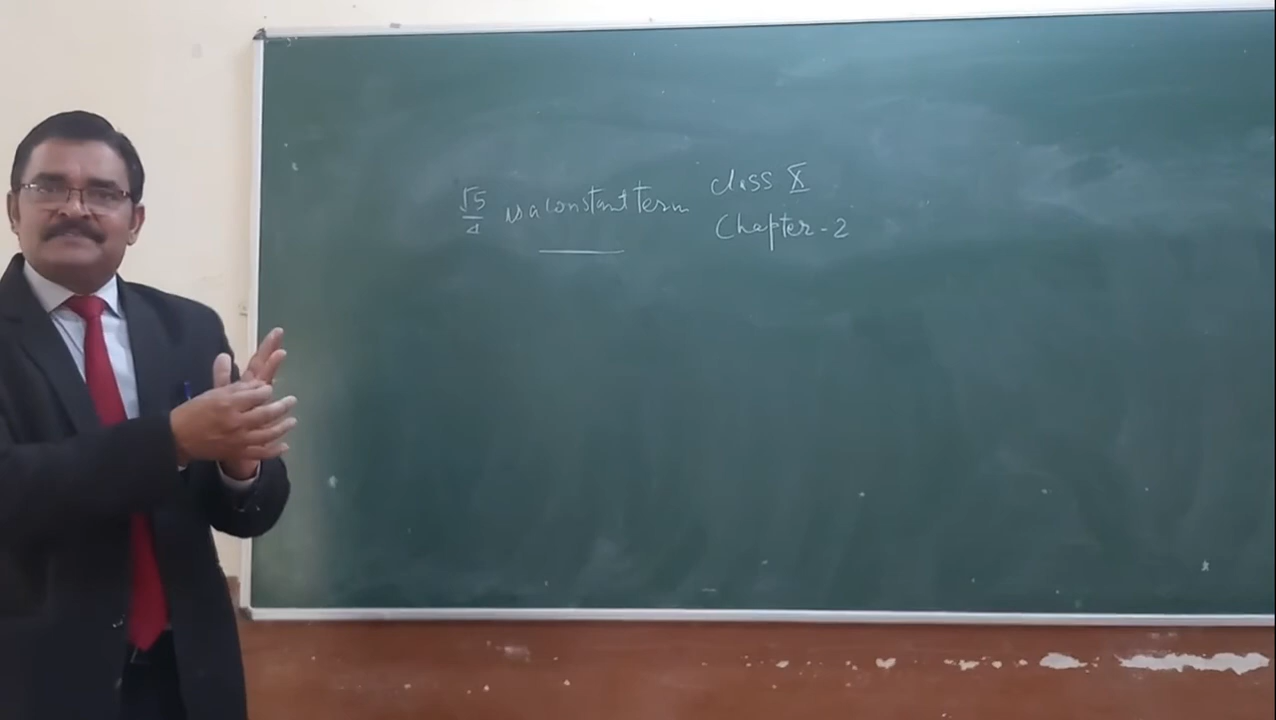 √5/4 is a constant term
class X
Chapter-2